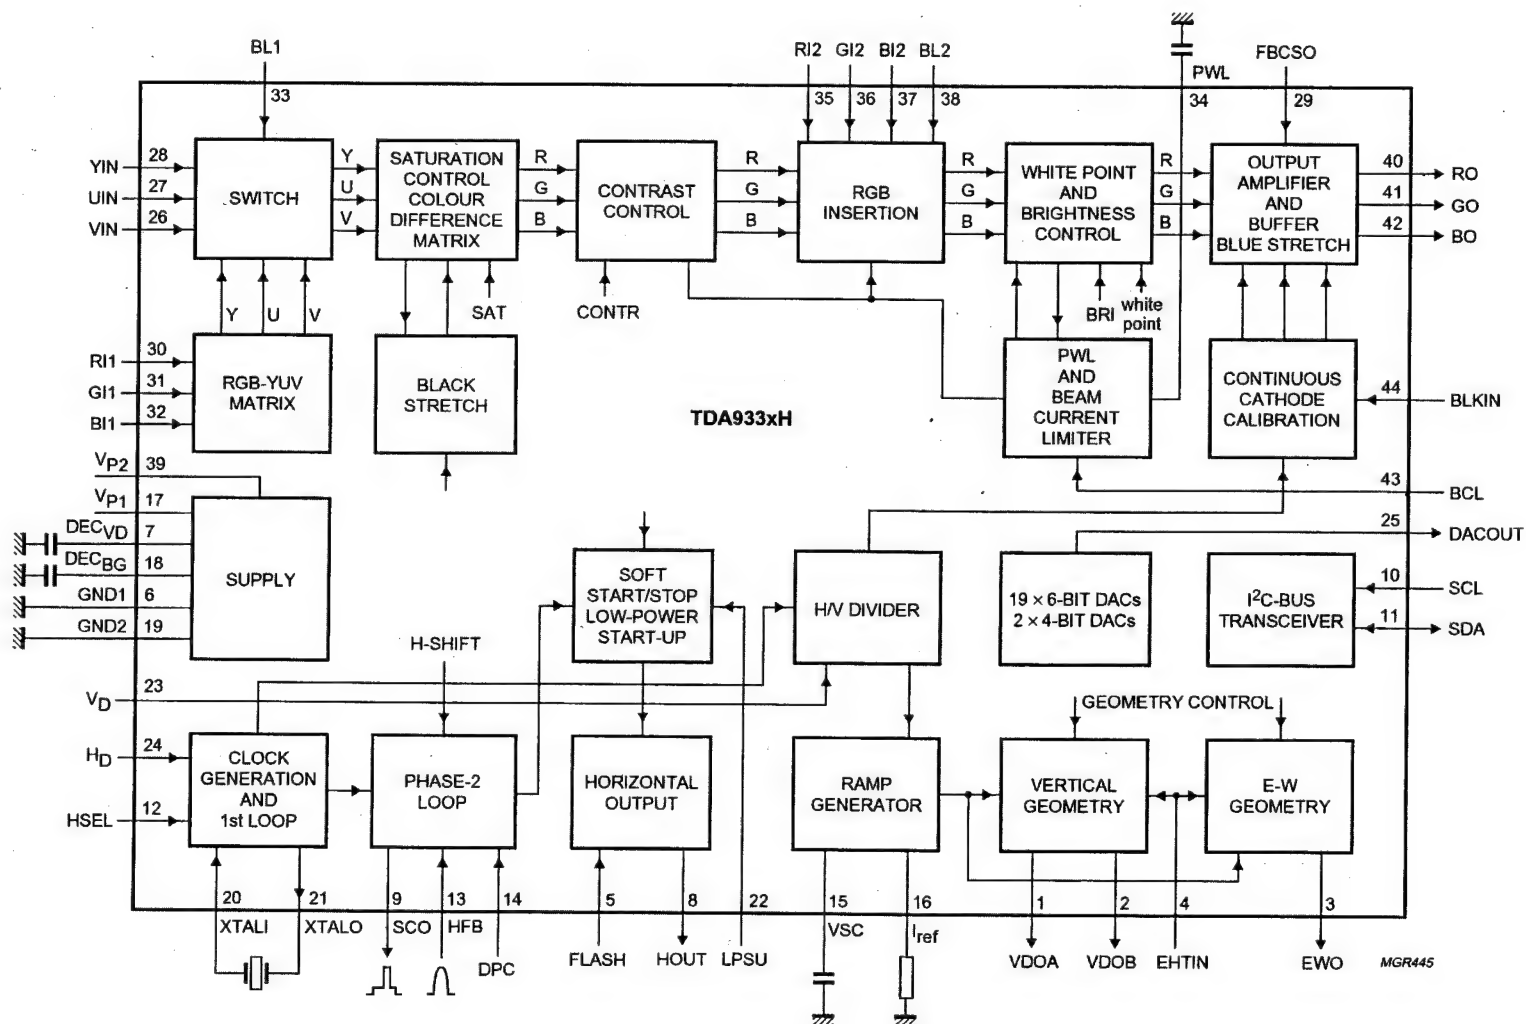 BL1
RI2 GI2 BI2 BL2
PWL
FBCSO
33
35 36 37 38
34
29
YIN 28
UIN 27
VIN 26
SWITCH
Y
U
V
SATURATION
CONTROL
COLOUR
DIFFERENCE
MATRIX
R
G
B
CONTRAST
CONTROL
R
G
B
RGB
INSERTION
R
G
B
WHITE POINT
AND
BRIGHTNESS
CONTROL
R
G
B
OUTPUT
AMPLIFIER
AND
BUFFER
BLUE STRETCH
40 RO
41 GO
42 BO
Y U V
SAT
CONTR
BRI
white
point
RI1 30
GI1 31
BI1 32
RGB-YUV
MATRIX
BLACK
STRETCH
TDA933xH
PWL
AND
BEAM
CURRENT
LIMITER
CONTINUOUS
CATHODE
CALIBRATION
44 BLKIN
43 BCL
VP2 39
VP1 17
DECVD 7
DECBG 18
GND1 6
GND2 19
SUPPLY
SOFT
START/STOP
LOW-POWER
START-UP
H/V DIVIDER
19 × 6-BIT DACs
2 × 4-BIT DACs
25 DACOUT
I²C-BUS
TRANSCEIVER
10 SCL
11 SDA
H-SHIFT
VD 23
GEOMETRY CONTROL
HD 24
HSEL 12
CLOCK
GENERATION
AND
1st LOOP
PHASE-2
LOOP
HORIZONTAL
OUTPUT
RAMP
GENERATOR
VERTICAL
GEOMETRY
E-W
GEOMETRY
20 21 9 13 14 5 8 22 15 16 1 2 4 3
XTALI XTALO SCO HFB DPC FLASH HOUT LPSU VSC Iref VDOA VDOB EHTIN EWO
MGR445